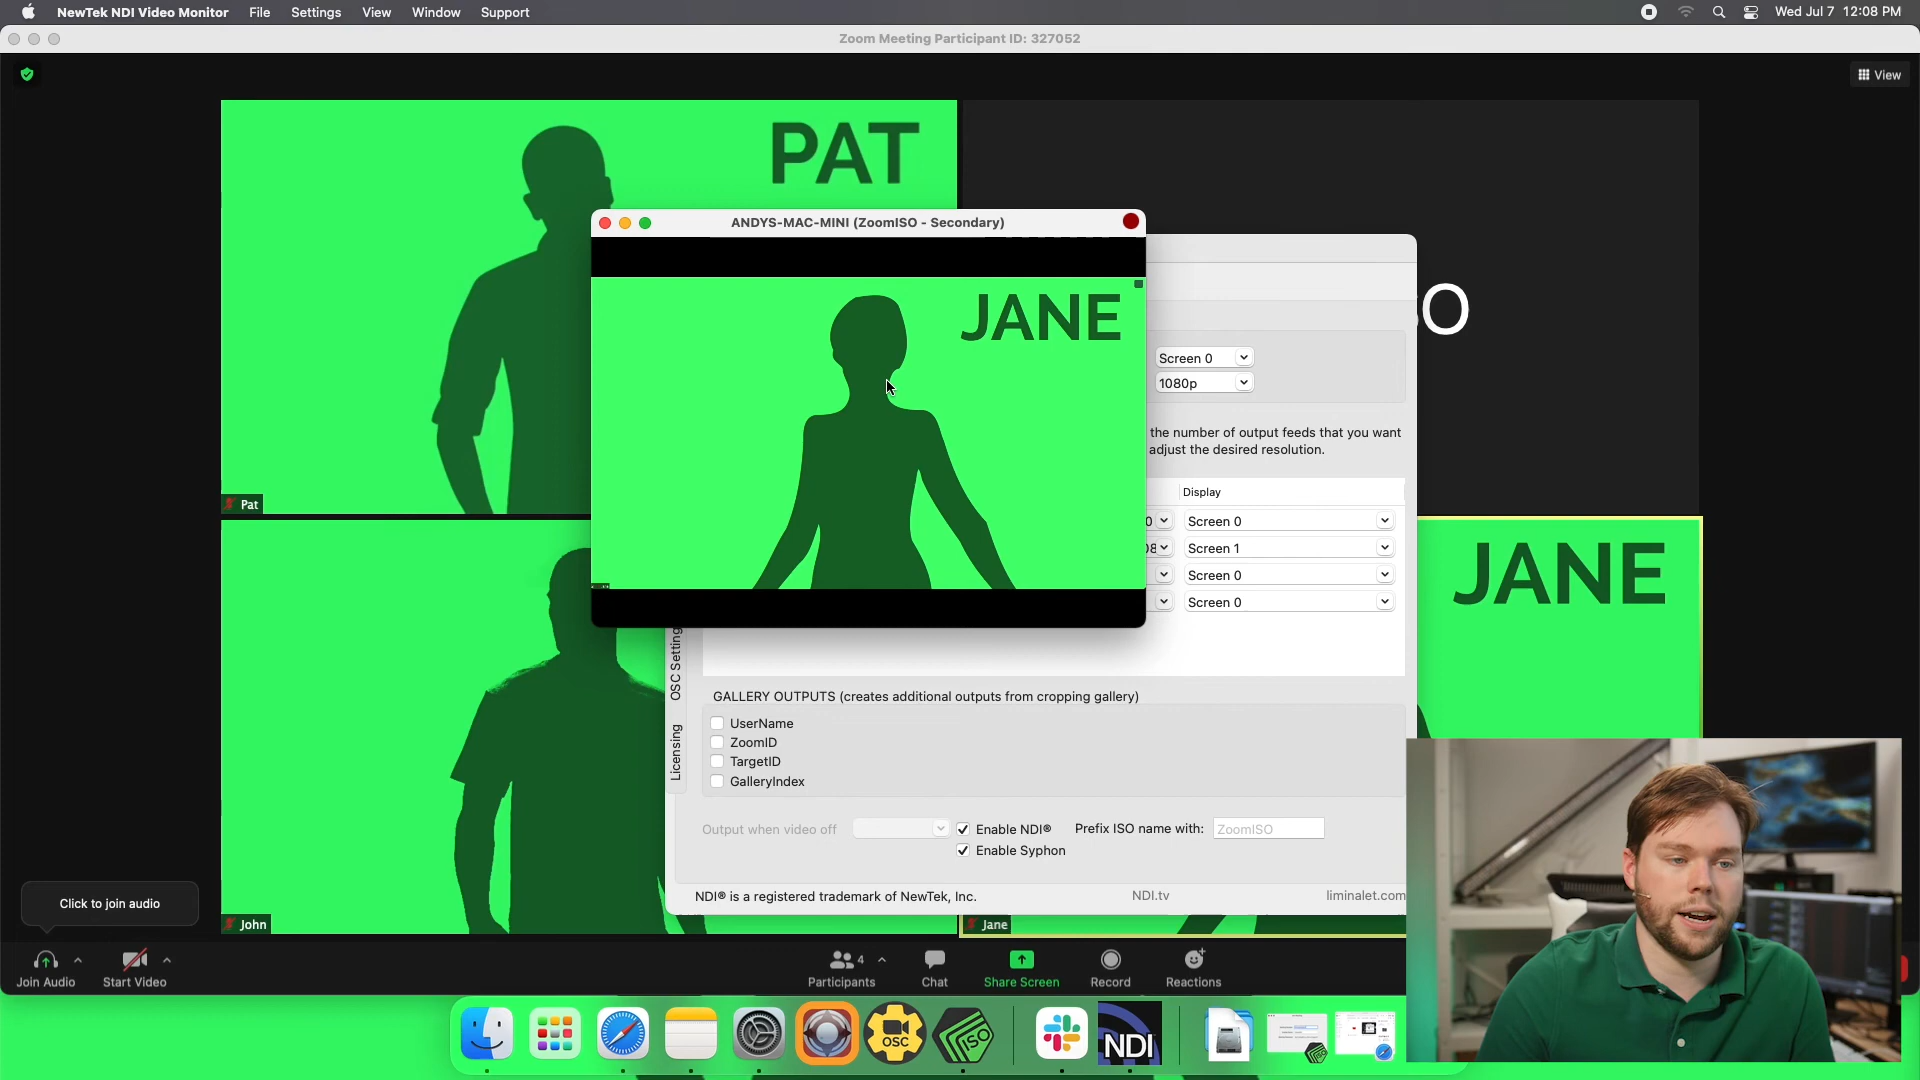 NewTek NDI Video Monitor File Settings View Window Support
Wed Jul 7 12:08 PM
Zoom Meeting Participant ID: 327052
View
PAT
ANDYS-MAC-MINI (ZoomISO - Secondary)
JANE
O
Screen 0
1080p
the number of output feeds that you want
adjust the desired resolution.
Display
Screen 0
Screen 1
Screen 0
Screen 0
Pat
JANE
OSC Setting
Licensing
GALLERY OUTPUTS (creates additional outputs from cropping gallery)
UserName
ZoomID
TargetID
GalleryIndex
Output when video off
Enable NDI®
Prefix ISO name with:
ZoomISO
Enable Syphon
NDI® is a registered trademark of NewTek, Inc.
NDI.tv
liminalet.com
Click to join audio
John
Jane
Join Audio
Start Video
4
Participants
Chat
Share Screen
Record
Reactions
OSC
ISO
NDI